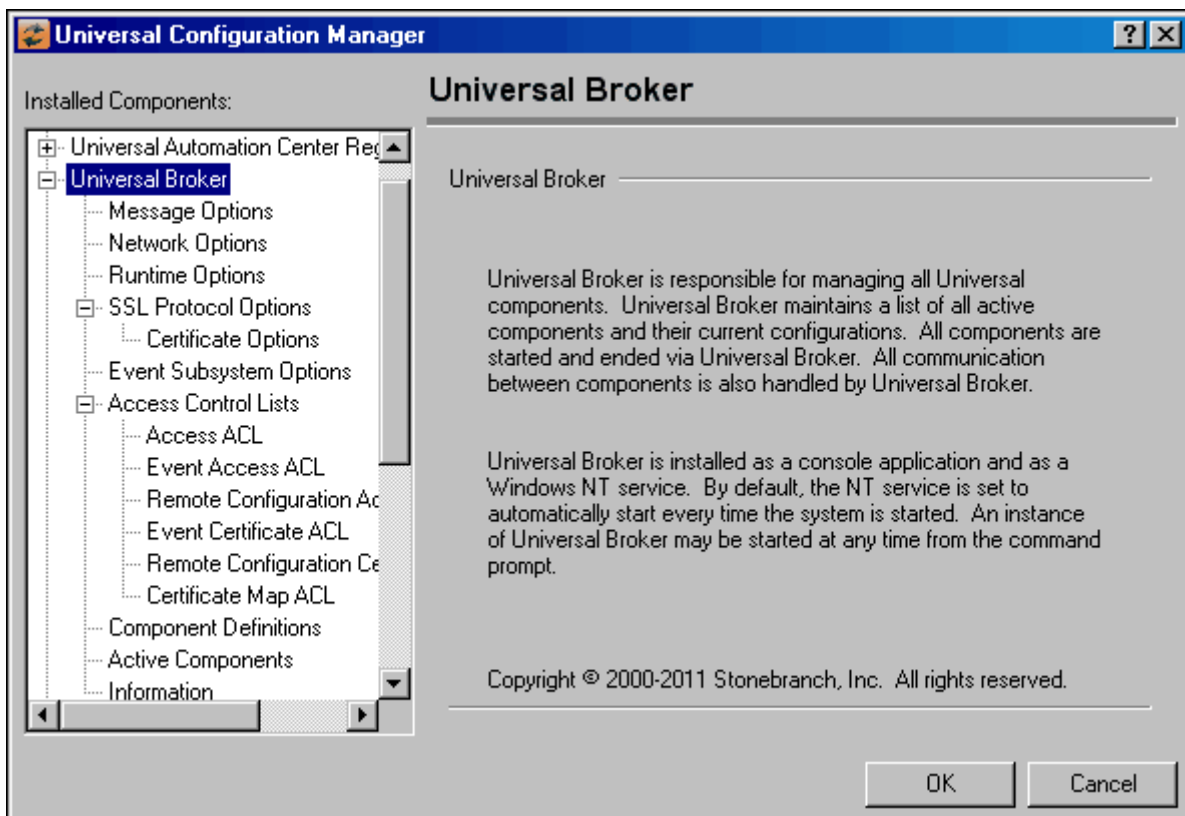 Universal Configuration Manager
Installed Components:
Universal Automation Center Reg
Universal Broker
Message Options
Network Options
Runtime Options
SSL Protocol Options
Certificate Options
Event Subsystem Options
Access Control Lists
Access ACL
Event Access ACL
Remote Configuration Ac
Event Certificate ACL
Remote Configuration Ce
Certificate Map ACL
Component Definitions
Active Components
Information
Universal Broker
Universal Broker
Universal Broker is responsible for managing all Universal
components.  Universal Broker maintains a list of all active
components and their current configurations.  All components are
started and ended via Universal Broker.  All communication
between components is also handled by Universal Broker.
Universal Broker is installed as a console application and as a
Windows NT service.  By default, the NT service is set to
automatically start every time the system is started.  An instance
of Universal Broker may be started at any time from the command
prompt.
Copyright © 2000-2011 Stonebranch, Inc.  All rights reserved.
OK
Cancel